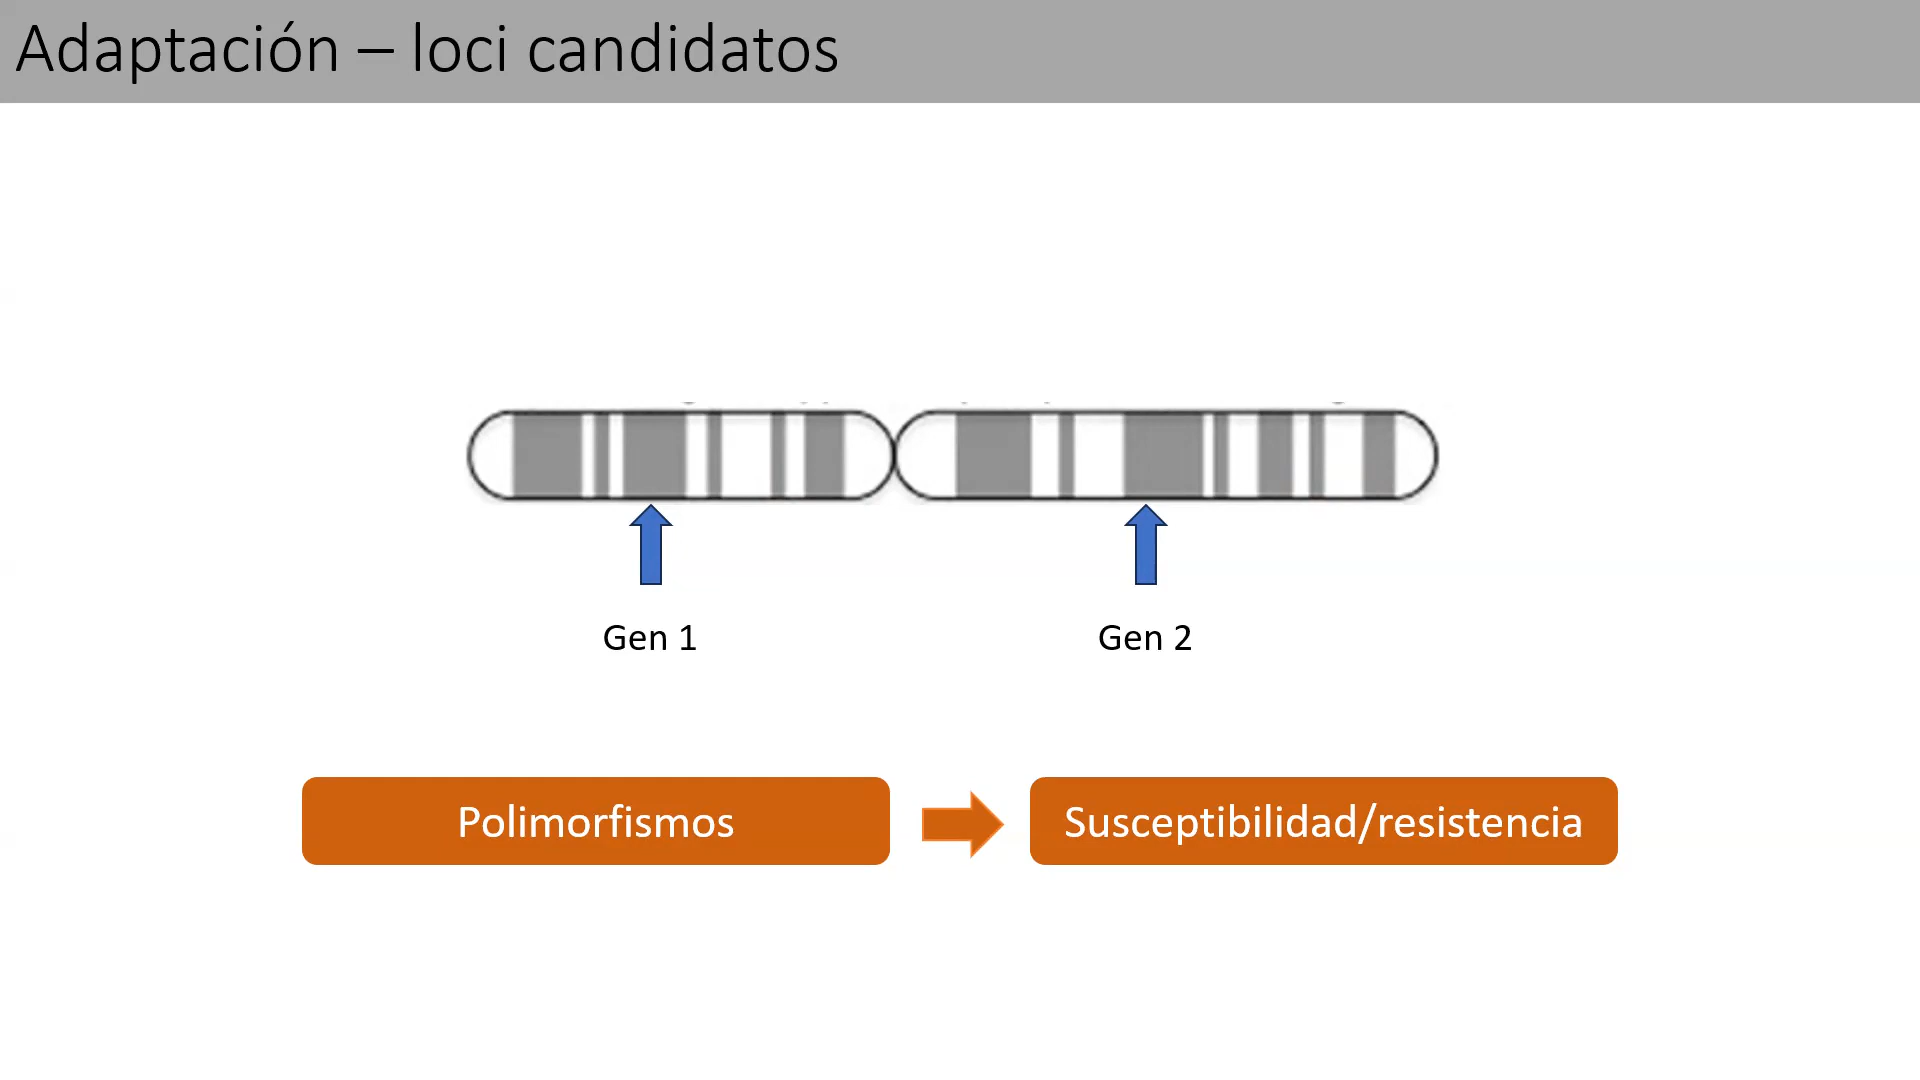 Adaptación – loci candidatos
Gen 1
Gen 2
Polimorfismos
Susceptibilidad/resistencia